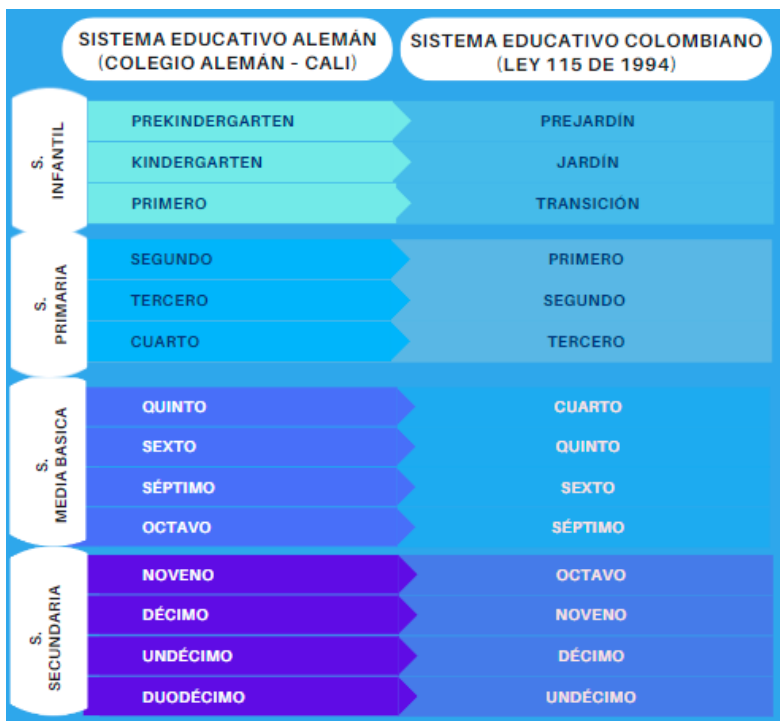 SISTEMA EDUCATIVO ALEMÁN
(COLEGIO ALEMÁN - CALI)
SISTEMA EDUCATIVO COLOMBIANO
(LEY 115 DE 1994)
S.
INFANTIL
PREKINDERGARTEN
PREJARDÍN
KINDERGARTEN
JARDÍN
PRIMERO
TRANSICIÓN
S.
PRIMARIA
SEGUNDO
PRIMERO
TERCERO
SEGUNDO
CUARTO
TERCERO
S.
MEDIA BASICA
QUINTO
CUARTO
SEXTO
QUINTO
SÉPTIMO
SEXTO
OCTAVO
SÉPTIMO
S.
SECUNDARIA
NOVENO
OCTAVO
DÉCIMO
NOVENO
UNDÉCIMO
DÉCIMO
DUODÉCIMO
UNDÉCIMO